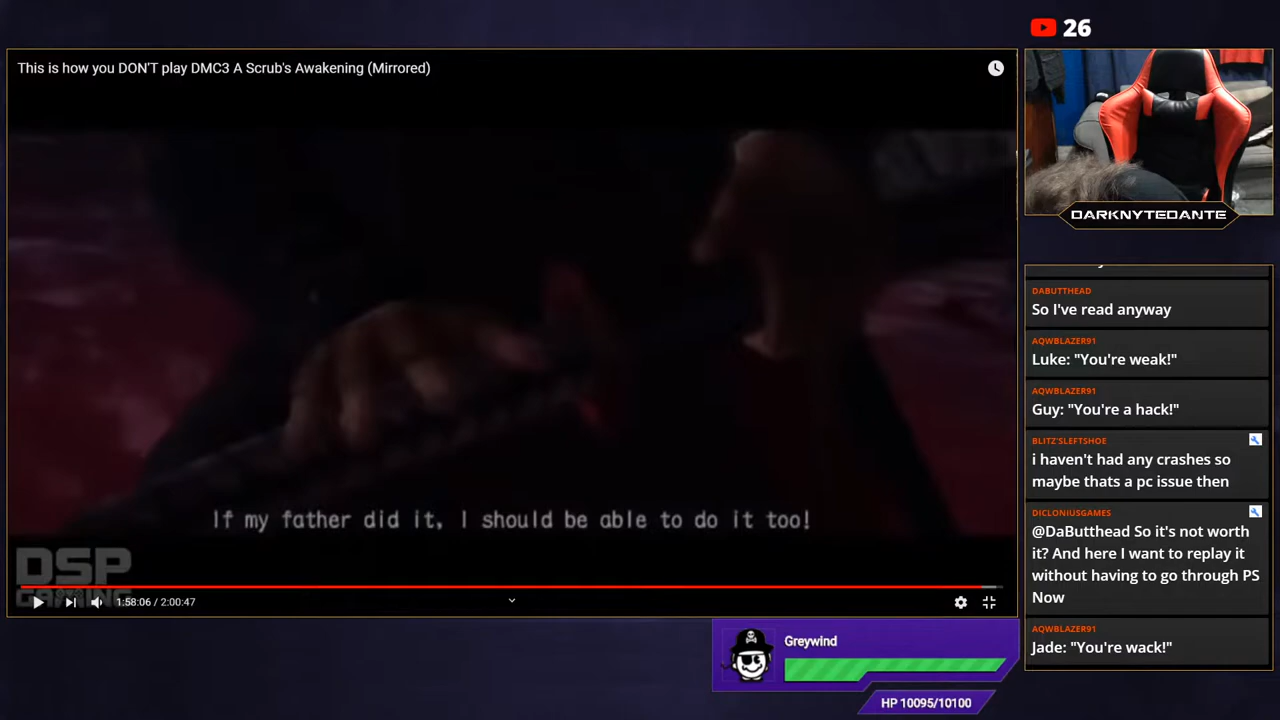 26
This is how you DON'T play DMC3 A Scrub's Awakening (Mirrored)
DARKNYTEDANTE
DABUTTHEAD
So I've read anyway
AQWBLAZER91
Luke: "You're weak!"
AQWBLAZER91
Guy: "You're a hack!"
BLITZ'SLEFTSHOE
i haven't had any crashes so
maybe thats a pc issue then
DICLONIUSGAMES
@DaButthead So it's not worth
it? And here I want to replay it
without having to go through PS
Now
AQWBLAZER91
Jade: "You're wack!"
If my father did it, I should be able to do it too!
DSP
GAMING
1:58:06 / 2:00:47
Greywind
HP 10095/10100